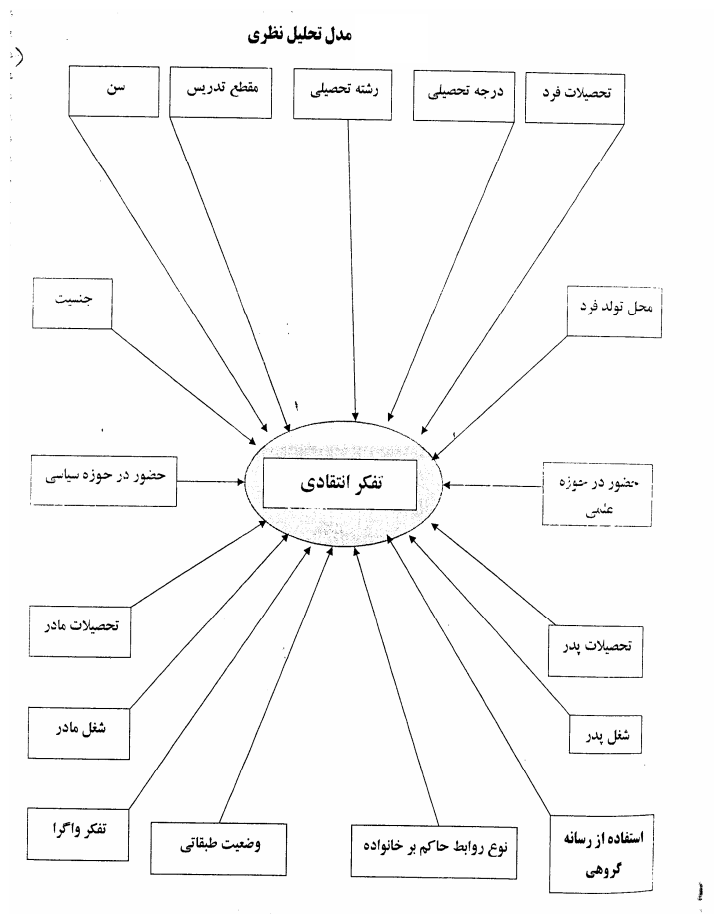 مدل تحلیل نظری
تحصیلات فرد
درجه تحصیلی
رشته تحصیلی
مقطع تدریس
سن
محل تولد فرد
جنسیت
تفکر انتقادی
حضور در حوزه
علمی
حضور در حوزه سیاسی
تحصیلات پدر
تحصیلات مادر
شغل پدر
شغل مادر
استفاده از رسانه
گروهی
نوع روابط حاکم بر خانواده
وضعیت طبقاتی
تفکر واگرا